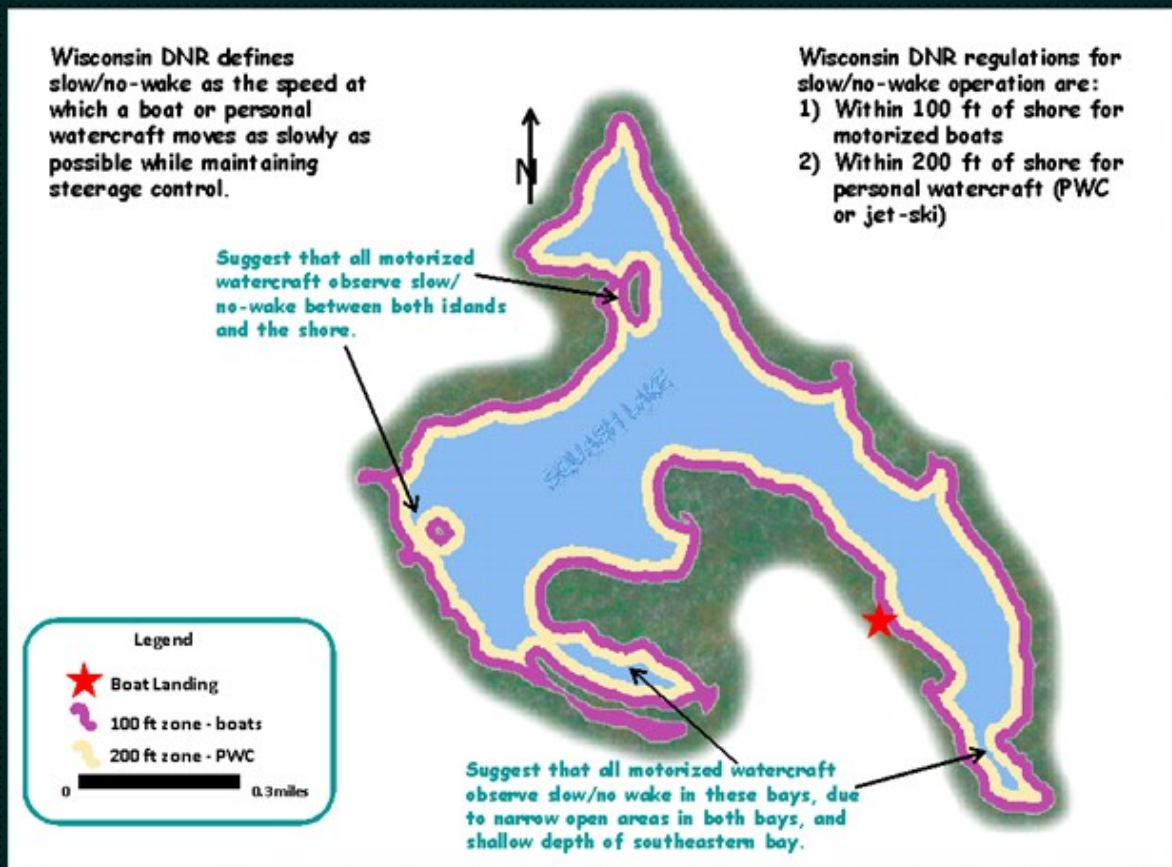 Wisconsin DNR defines
slow/no-wake as the speed at
which a boat or personal
watercraft moves as slowly as
possible while maintaining
steerage control.
Wisconsin DNR regulations for
slow/no-wake operation are:
1) Within 100 ft of shore for
motorized boats
2) Within 200 ft of shore for
personal watercraft (PWC
or jet-ski)
N
Suggest that all motorized
watercraft observe slow/
no-wake between both islands
and the shore.
SQUASH LAKE
Legend
Boat Landing
100 ft zone - boats
200 ft zone - PWC
0 0.3 miles
Suggest that all motorized watercraft
observe slow/no wake in these bays, due
to narrow open areas in both bays, and
shallow depth of southeastern bay.